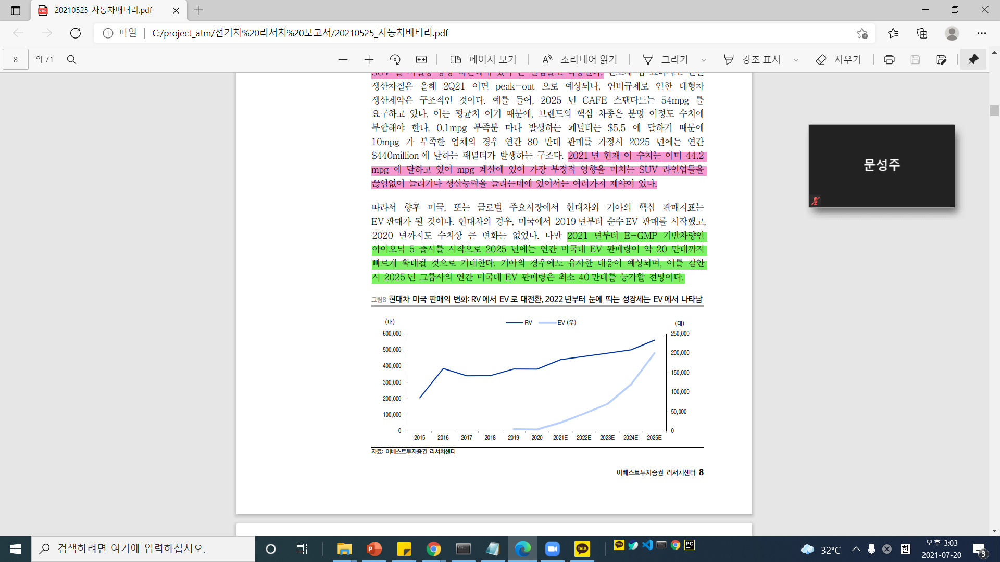 20210525_자동차배터리.pdf
파일
C:/project_atm/전기차%20리서치%20보고서/20210525_자동차배터리.pdf
8 의 71
페이지 보기
소리내어 읽기
그리기
강조 표시
지우기
생산차질은 올해 2Q21 이면 peak-out 으로 예상되나, 연비규제로 인한 대형차
생산제약은 구조적인 것이다. 예를 들어, 2025 년 CAFE 스탠다드는 54mpg 를
요구하고 있다. 이는 평균치 이기 때문에, 브랜드의 핵심 차종은 분명 이정도 수치에
부합해야 한다. 0.1mpg 부족분 마다 발생하는 페널티는 $5.5 에 달하기 때문에
10mpg 가 부족한 업체의 경우 연간 80 만대 판매를 가정시 2025 년에는 연간
$440million 에 달하는 패널티가 발생하는 구조다. 2021 년 현재 이 수치는 이미 44.2
mpg 에 달하고 있어 mpg 계산에 있어 가장 부정적 영향을 미치는 SUV 라인업들을
끊임없이 늘리거나 생산능력을 늘리는데에 있어서는 여러가지 제약이 있다.
따라서 향후 미국, 또는 글로벌 주요시장에서 현대차와 기아의 핵심 판매지표는
EV 판매가 될 것이다. 현대차의 경우, 미국에서 2019 년부터 순수 EV 판매를 시작했고,
2020 년까지도 수치상 큰 변화는 없었다. 다만 2021 년부터 E-GMP 기반차량인
아이오닉 5 출시를 시작으로 2025 년에는 연간 미국내 EV 판매량이 약 20 만대까지
빠르게 확대될 것으로 기대한다. 기아의 경우에도 유사한 대응이 예상되며, 이를 감안
시 2025 년 그룹사의 연간 미국내 EV 판매량은 최소 40 만대를 능가할 전망이다.
그림8 현대차 미국 판매의 변화: RV 에서 EV 로 대전환, 2022 년부터 눈에 띄는 성장세는 EV 에서 나타남
(대) RV EV (우) (대)
600,000 250,000
500,000 200,000
400,000 150,000
300,000 100,000
200,000 50,000
100,000
0 0
2015 2016 2017 2018 2019 2020 2021E 2022E 2023E 2024E 2025E
자료: 이베스트투자증권 리서치센터
이베스트투자증권 리서치센터 8
문성주
검색하려면 여기에 입력하십시오.
TALK
TALK
PC
32°C
한
오후 3:03
2021-07-20
3